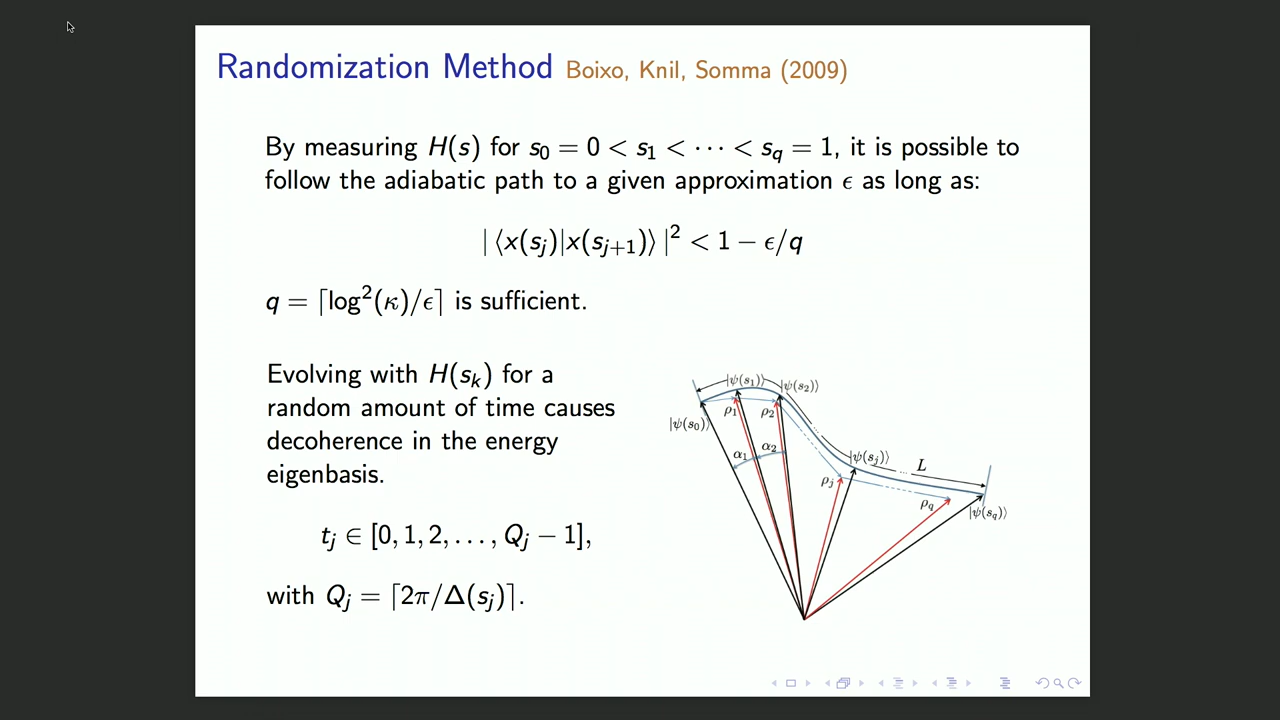 Randomization Method Boixo, Knil, Somma (2009)
By measuring H(s) for s₀ = 0 < s₁ < ⋯ < s_q = 1, it is possible to
follow the adiabatic path to a given approximation ϵ as long as:
| ⟨x(s_j)|x(s_{j+1})⟩ |² < 1 − ϵ/q
q = ⌈log²(κ)/ϵ⌉ is sufficient.
Evolving with H(s_k) for a
random amount of time causes
decoherence in the energy
eigenbasis.
t_j ∈ [0, 1, 2, . . . , Q_j − 1],
with Q_j = ⌈2π/Δ(s_j)⌉.
|ψ(s₁)⟩
|ψ(s₂)⟩
ρ₁
ρ₂
|ψ(s₀)⟩
α₁
α₂
|ψ(s_j)⟩
L
ρ_j
ρ_q
|ψ(s_q)⟩